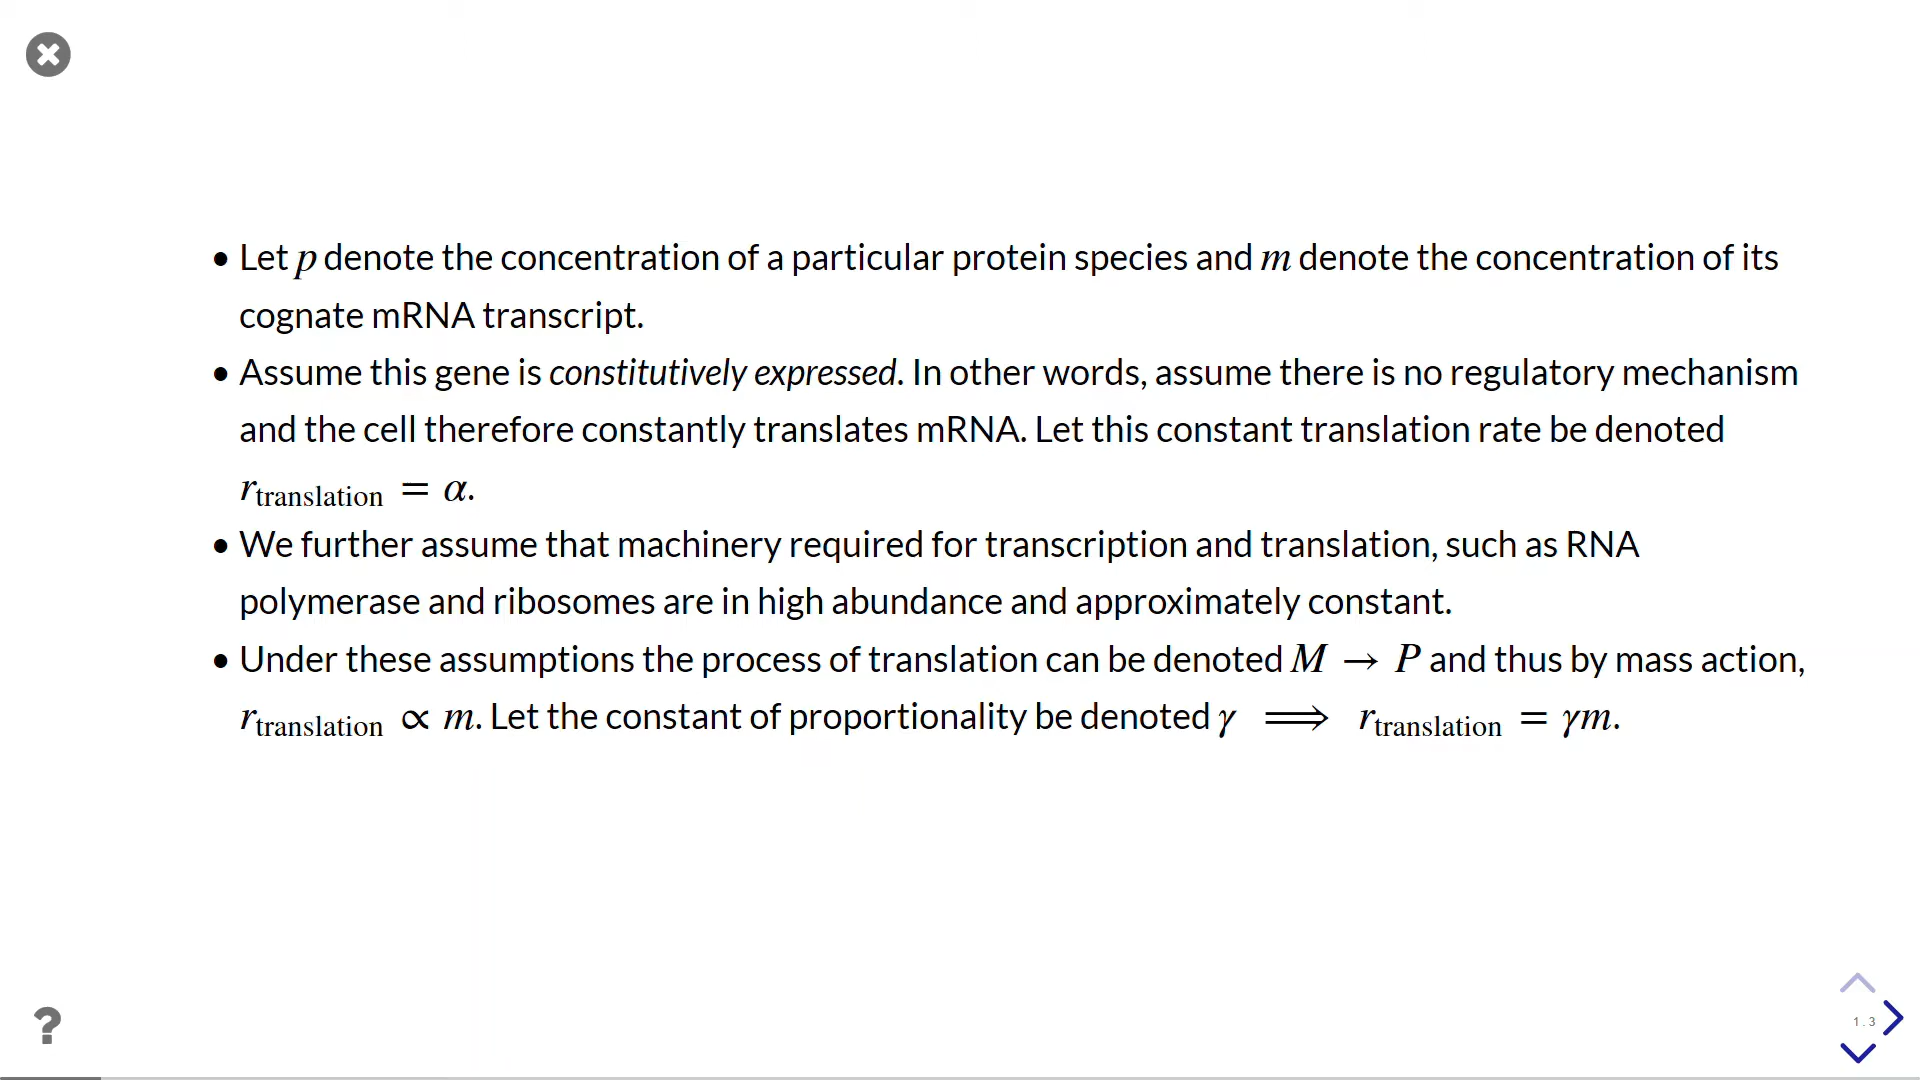 • Let p denote the concentration of a particular protein species and m denote the concentration of its
cognate mRNA transcript.
• Assume this gene is constitutively expressed. In other words, assume there is no regulatory mechanism
and the cell therefore constantly translates mRNA. Let this constant translation rate be denoted
r_translation = α.
• We further assume that machinery required for transcription and translation, such as RNA
polymerase and ribosomes are in high abundance and approximately constant.
• Under these assumptions the process of translation can be denoted M → P and thus by mass action,
r_translation ∝ m. Let the constant of proportionality be denoted γ ⟹ r_translation = γm.
?
1.3